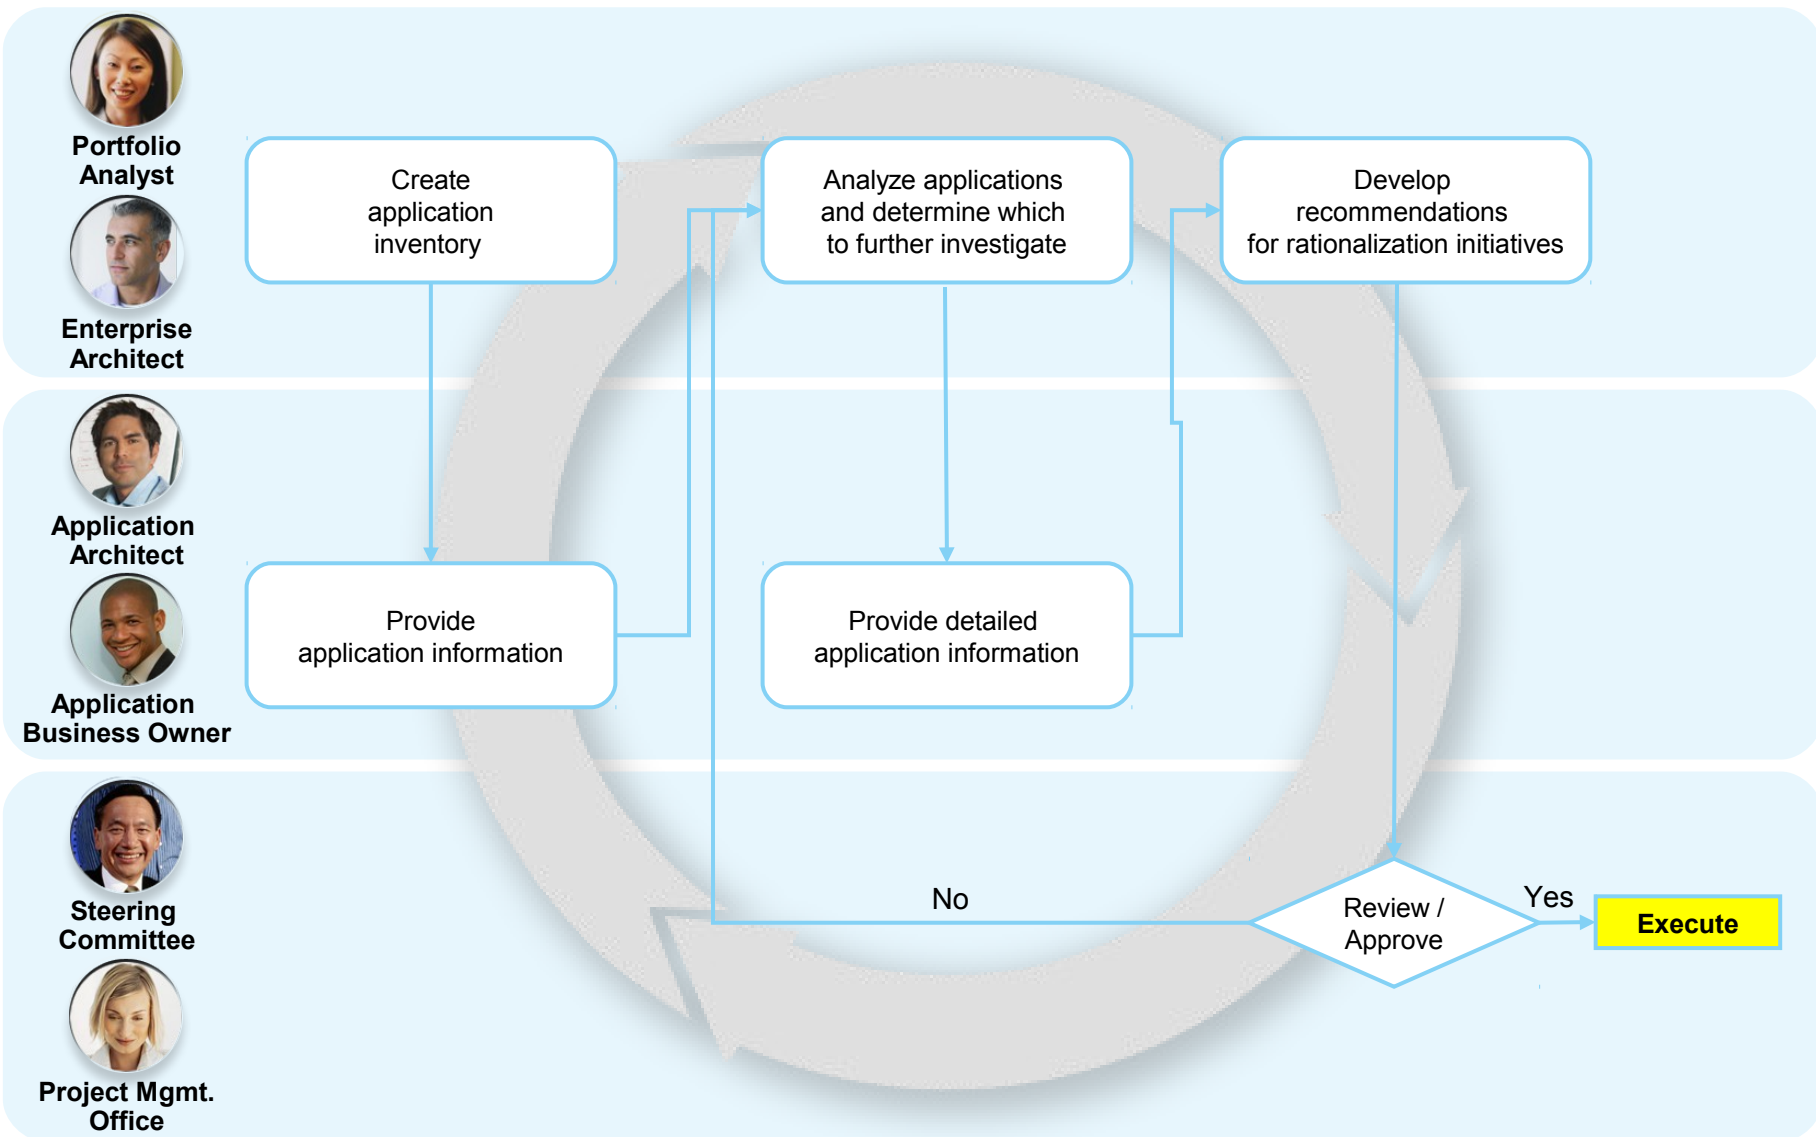 Portfolio
Analyst
Enterprise
Architect
Create
application
inventory
Analyze applications
and determine which
to further investigate
Develop
recommendations
for rationalization initiatives
Application
Architect
Application
Business Owner
Provide
application information
Provide detailed
application information
Steering
Committee
Project Mgmt.
Office
No
Review /
Approve
Yes
Execute